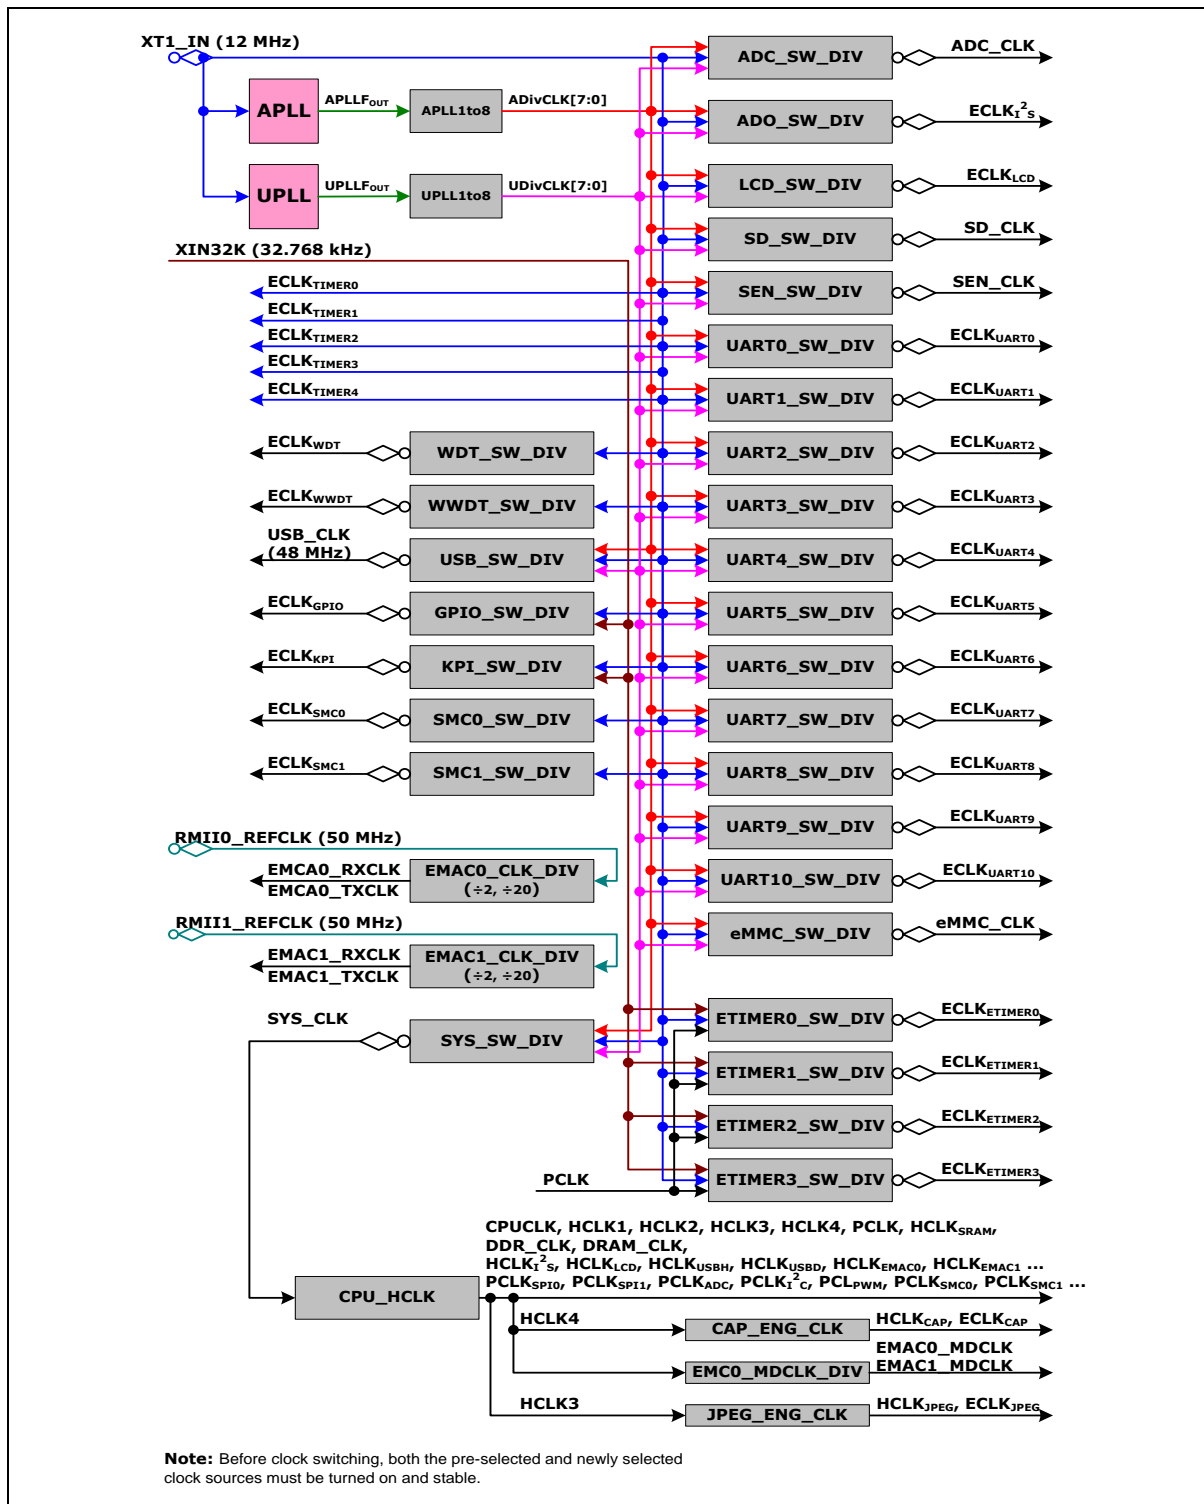 XT1_IN (12 MHz)
ADC_SW_DIV
ADC_CLK
APLL
APLLFOUT
APLL1to8
ADivCLK[7:0]
ADO_SW_DIV
ECLKI2S
UPLL
UPLLFOUT
UPLL1to8
UDivCLK[7:0]
LCD_SW_DIV
ECLKLCD
SD_SW_DIV
SD_CLK
XIN32K (32.768 kHz)
ECLKTIMER0
SEN_SW_DIV
SEN_CLK
ECLKTIMER1
ECLKTIMER2
UART0_SW_DIV
ECLKUART0
ECLKTIMER3
ECLKTIMER4
UART1_SW_DIV
ECLKUART1
ECLKWDT
WDT_SW_DIV
UART2_SW_DIV
ECLKUART2
ECLKWWDT
WWDT_SW_DIV
UART3_SW_DIV
ECLKUART3
USB_CLK
(48 MHz)
USB_SW_DIV
UART4_SW_DIV
ECLKUART4
ECLKGPIO
GPIO_SW_DIV
UART5_SW_DIV
ECLKUART5
ECLKKPI
KPI_SW_DIV
UART6_SW_DIV
ECLKUART6
ECLKSMC0
SMC0_SW_DIV
UART7_SW_DIV
ECLKUART7
ECLKSMC1
SMC1_SW_DIV
UART8_SW_DIV
ECLKUART8
RMII0_REFCLK (50 MHz)
UART9_SW_DIV
ECLKUART9
EMCA0_RXCLK
EMCA0_TXCLK
EMAC0_CLK_DIV
(÷2, ÷20)
UART10_SW_DIV
ECLKUART10
RMII1_REFCLK (50 MHz)
eMMC_SW_DIV
eMMC_CLK
EMAC1_RXCLK
EMAC1_TXCLK
EMAC1_CLK_DIV
(÷2, ÷20)
SYS_CLK
SYS_SW_DIV
ETIMER0_SW_DIV
ECLKETIMER0
ETIMER1_SW_DIV
ECLKETIMER1
ETIMER2_SW_DIV
ECLKETIMER2
PCLK
ETIMER3_SW_DIV
ECLKETIMER3
CPUCLK, HCLK1, HCLK2, HCLK3, HCLK4, PCLK, HCLKSRAM,
DDR_CLK, DRAM_CLK,
HCLKI2S, HCLKLCD, HCLKUSBH, HCLKUSBD, HCLKEMAC0, HCLKEMAC1 ...
PCLKSPI0, PCLKSPI1, PCLKADC, PCLKI2C, PCLPWM, PCLKSMC0, PCLKSMC1 ...
CPU_HCLK
HCLK4
CAP_ENG_CLK
HCLKCAP, ECLKCAP
EMC0_MDCLK_DIV
EMAC0_MDCLK
EMAC1_MDCLK
HCLK3
JPEG_ENG_CLK
HCLKJPEG, ECLKJPEG
Note: Before clock switching, both the pre-selected and newly selected
clock sources must be turned on and stable.